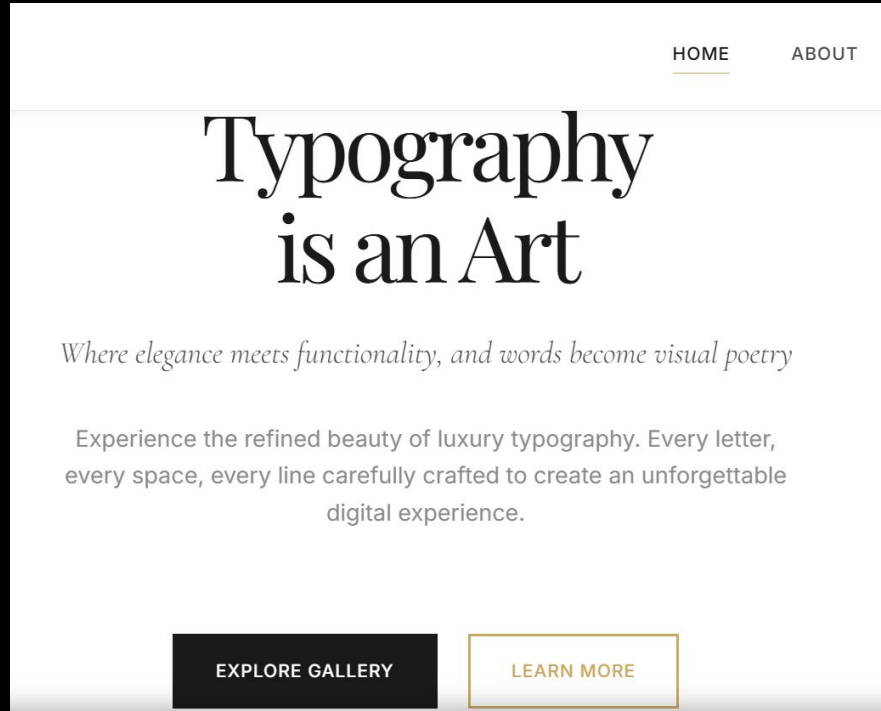 HOME ABOUT
Typography
is an Art
Where elegance meets functionality, and words become visual poetry
Experience the refined beauty of luxury typography. Every letter,
every space, every line carefully crafted to create an unforgettable
digital experience.
EXPLORE GALLERY LEARN MORE